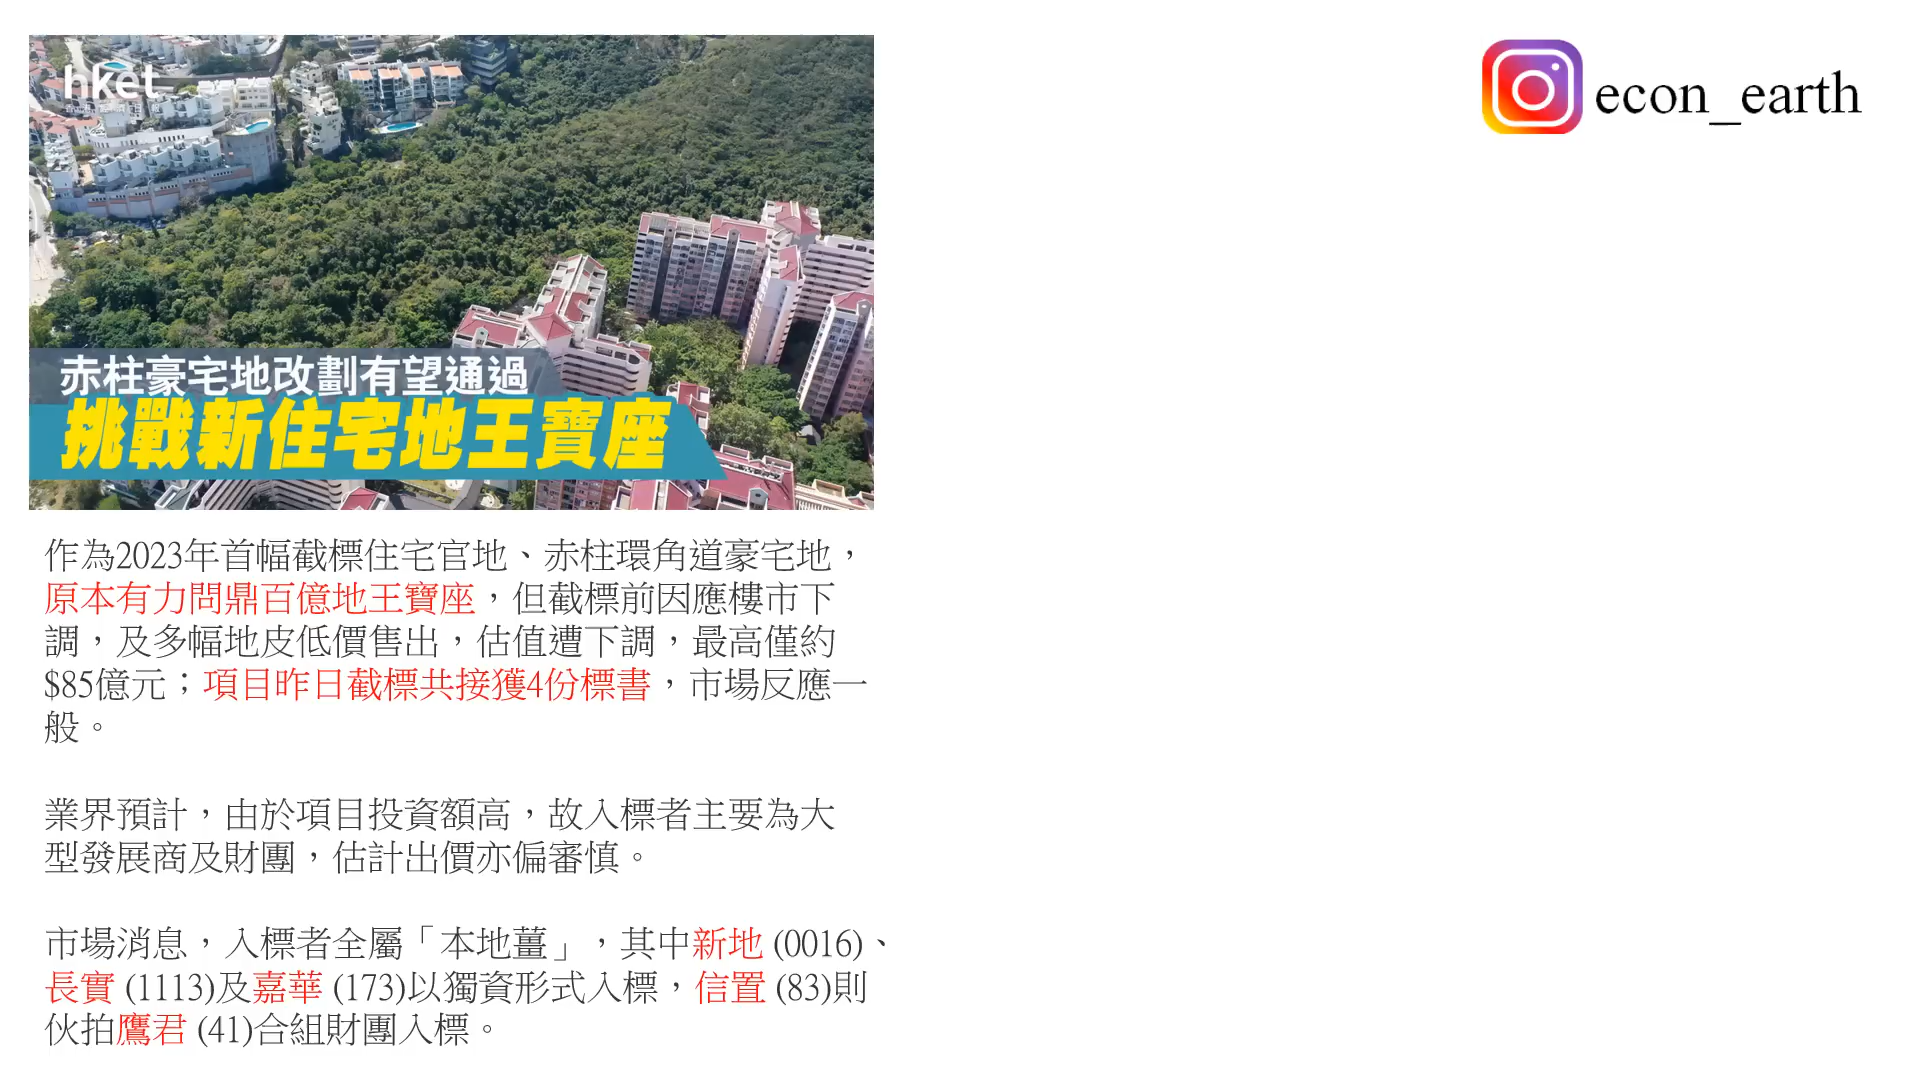 hket
econ_earth
赤柱豪宅地改劃有望通過
挑戰新住宅地王寶座
作為2023年首幅截標住宅官地、赤柱環角道豪宅地，
原本有力問鼎百億地王寶座，但截標前因應樓市下
調，及多幅地皮低價售出，估值遭下調，最高僅約
$85億元；項目昨日截標共接獲4份標書，市場反應一
般。
業界預計，由於項目投資額高，故入標者主要為大
型發展商及財團，估計出價亦偏審慎。
市場消息，入標者全屬「本地薑」，其中新地 (0016)、
長實 (1113)及嘉華 (173)以獨資形式入標，信置 (83)則
伙拍鷹君 (41)合組財團入標。